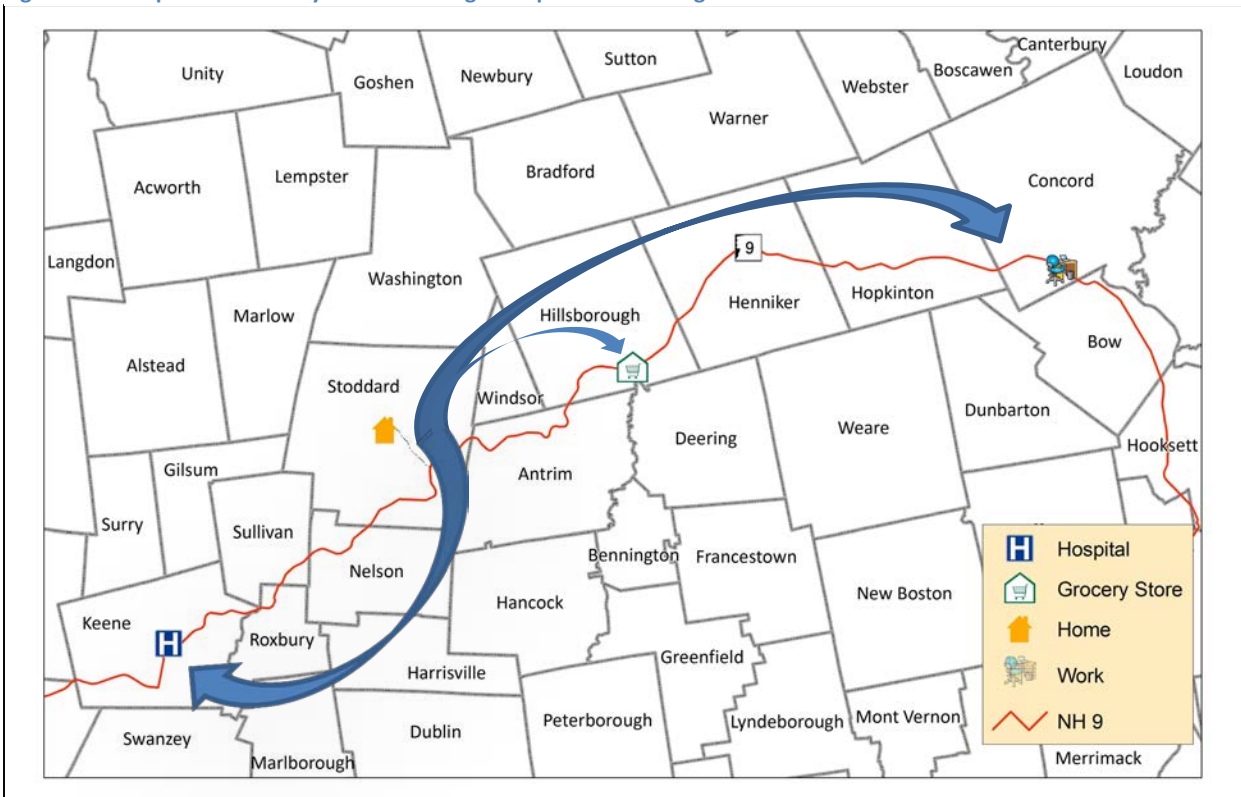 Canterbury
Sutton
Unity
Goshen
Newbury
Boscawen
Loudon
Webster
Warner
Bradford
Lempster
Acworth
Concord
Langdon
Washington
9
Marlow
Hillsborough
Henniker
Hopkinton
Bow
Alstead
Stoddard
Windsor
Dunbarton
Weare
Deering
Hooksett
Gilsum
Antrim
Surry
Sullivan
Bennington
Francestown
Nelson
New Boston
Hancock
Keene
Roxbury
H
Greenfield
Harrisville
Peterborough
Lyndeborough
Mont Vernon
Dublin
Swanzey
Marlborough
Merrimack
H Hospital
Grocery Store
Home
Work
NH 9